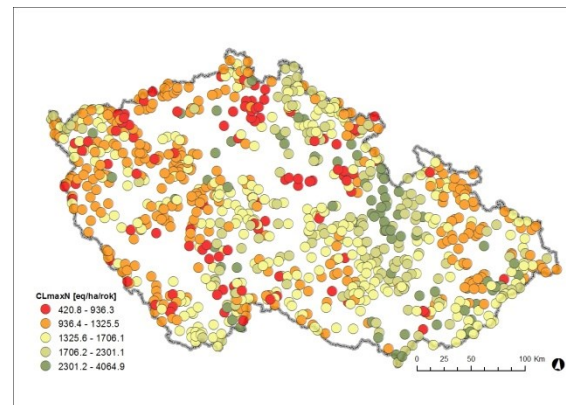 CLmaxN [eq/ha/rok]
420.8 - 936.3
936.4 - 1325.5
1325.6 - 1706.1
1706.2 - 2301.1
2301.2 - 4064.9
0 25 50 100 Km